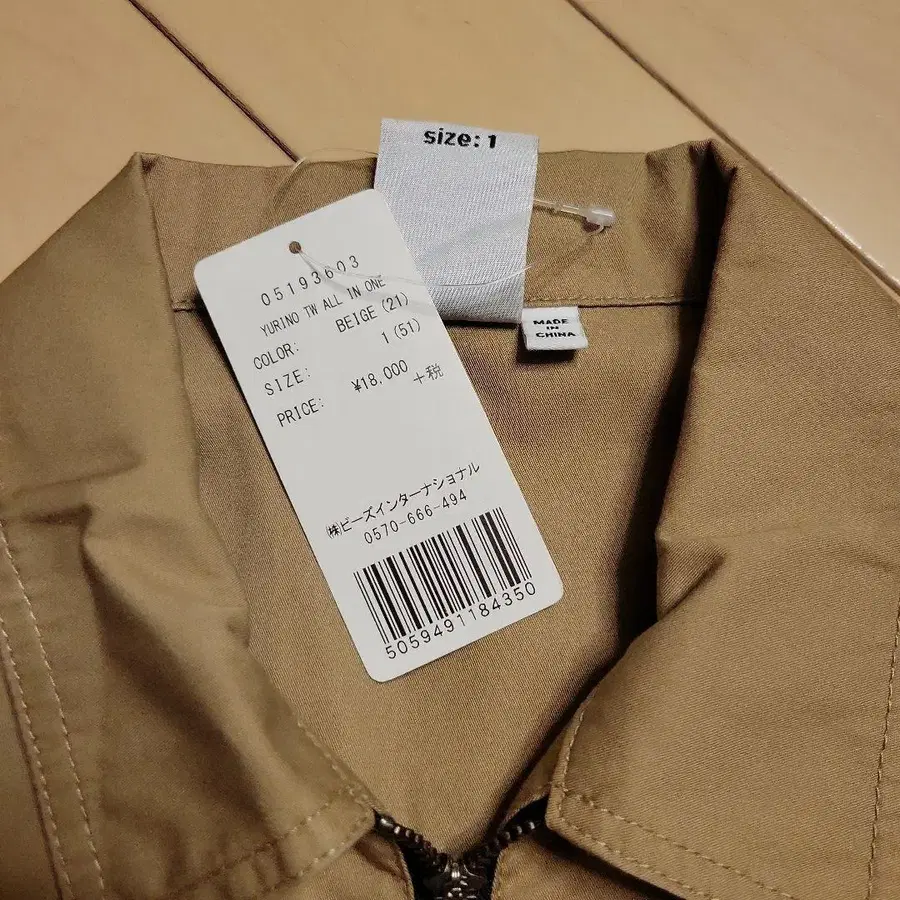 size: 1
MADE
IN
CHINA
05193603
YURINO TW ALL IN ONE
COLOR: BEIGE (21)
SIZE: 1 (51)
PRICE: ¥18,000 +税
㈱ビーズインターナショナル
0570-666-494
5059491184350